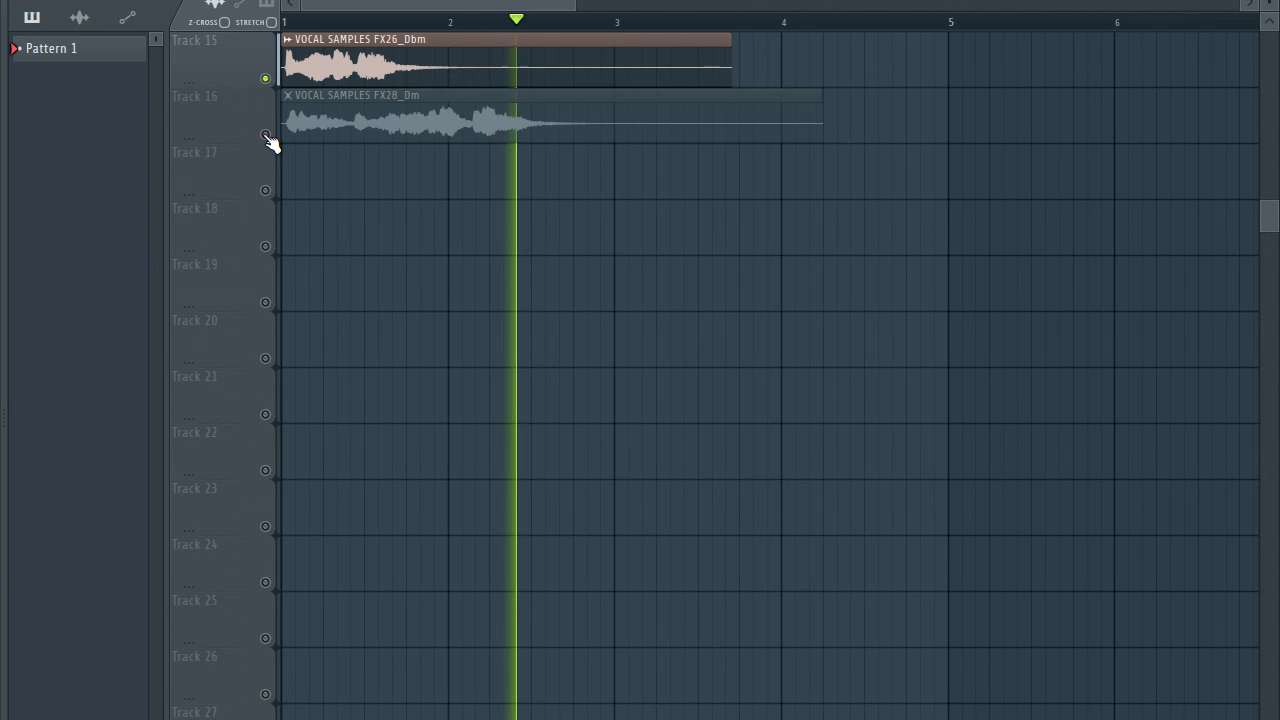 Z-CROSS STRETCH 1 2 3 4 5 6
Pattern 1
Track 15 VOCAL SAMPLES FX26_Dbm
Track 16 VOCAL SAMPLES FX28_Dm
Track 17
Track 18
Track 19
Track 20
Track 21
Track 22
Track 23
Track 24
Track 25
Track 26
Track 27